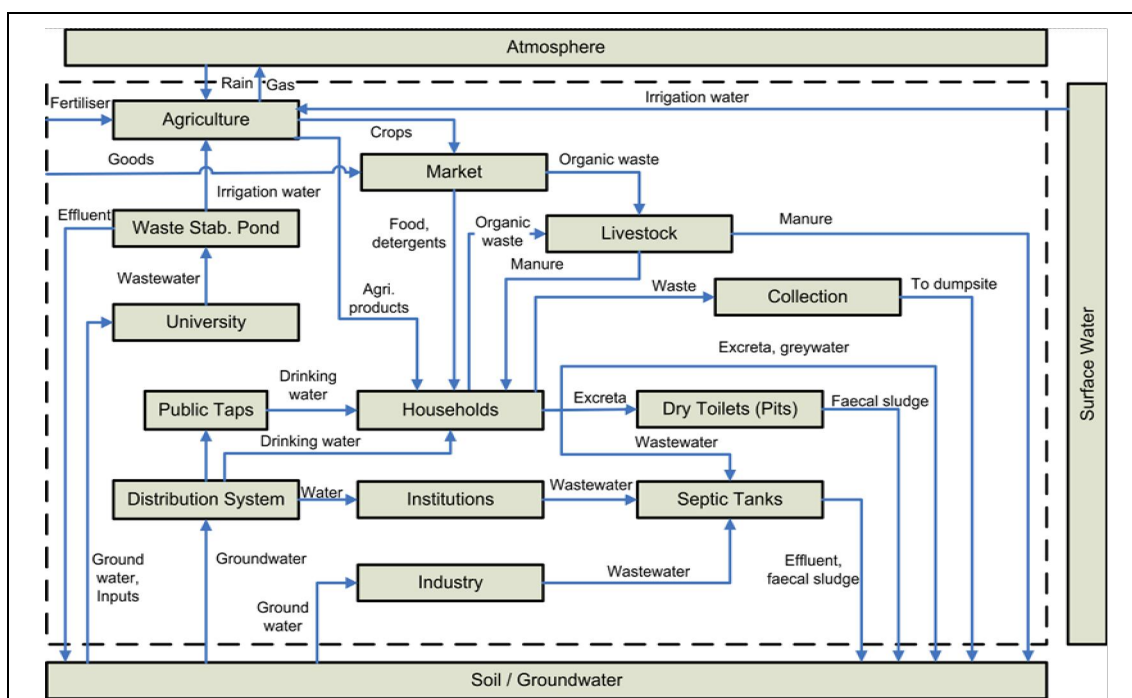 Atmosphere
Rain
Gas
Fertiliser
Agriculture
Irrigation water
Crops
Goods
Market
Organic waste
Irrigation water
Effluent
Waste Stab. Pond
Food,
detergents
Organic
waste
Livestock
Manure
Wastewater
Manure
Agri.
products
Waste
Collection
To dumpsite
University
Excreta, greywater
Surface Water
Drinking
water
Public Taps
Households
Excreta
Dry Toilets (Pits)
Faecal sludge
Drinking water
Wastewater
Distribution System
Water
Institutions
Wastewater
Septic Tanks
Ground
water,
Inputs
Groundwater
Industry
Wastewater
Effluent,
faecal sludge
Ground
water
Soil / Groundwater